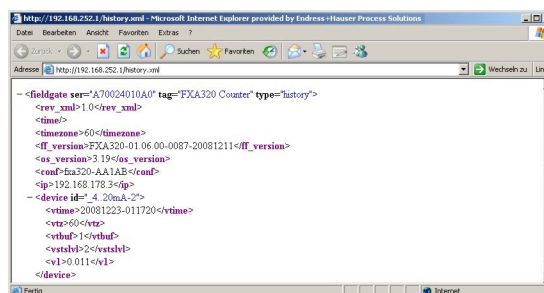 http://192.168.252.1/history.xml - Microsoft Internet Explorer provided by Endress+Hauser Process Solutions
Datei Bearbeiten Ansicht Favoriten Extras ?
Zurück Suchen Favoriten
Adresse http://192.168.252.1/history.xml Wechseln zu Lin
- <fieldgate ser="A70024010A0" tag="FXA320 Counter" type="history">
<rev_xml>1.0</rev_xml>
<time/>
<timezone>60</timezone>
<ff_version>FXA320-01.06.00-0087-20081211</ff_version>
<os_version>3.19</os_version>
<conf>fxa320-AA1AB</conf>
<ip>192.168.178.3</ip>
- <device id="_4..20mA-2">
<vtime>20081223-011720</vtime>
<vtz>60</vtz>
<vtbuf>1</vtbuf>
<vstslvl>2</vstslvl>
<v1>0.011</v1>
</device>
Fertig Internet